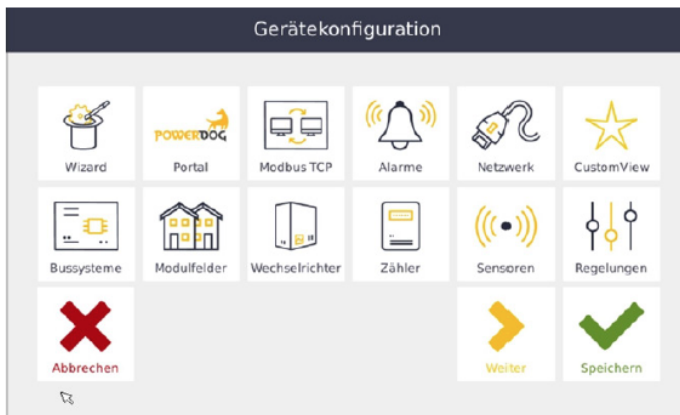 Gerätekonfiguration
Wizard
POWERDOG
Portal
Modbus TCP
Alarme
Netzwerk
CustomView
Bussysteme
Modulfelder
Wechselrichter
Zähler
Sensoren
Regelungen
Abbrechen
Weiter
Speichern